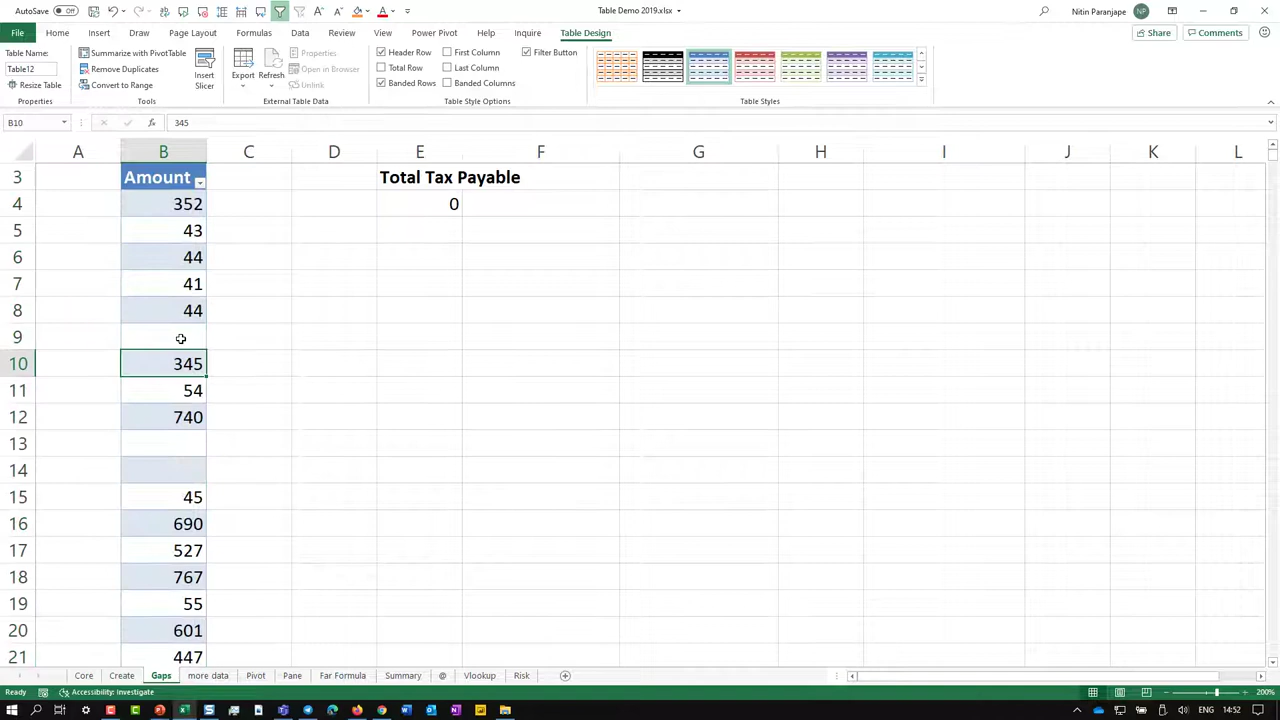 AutoSave Off
Table Demo 2019.xlsx
Nitin Paranjape NP
File Home Insert Draw Page Layout Formulas Data Review View Power Pivot Help Inquire Table Design Share Comments
Table Name:
Table12
Resize Table
Properties
Summarize with PivotTable
Remove Duplicates
Convert to Range
Insert Slicer
Tools
Export
Refresh
Properties
Open in Browser
Unlink
External Table Data
Header Row First Column Filter Button
Total Row Last Column
Banded Rows Banded Columns
Table Style Options
Table Styles
B10 fx 345
A B C D E F G H I J K L
3 Amount Total Tax Payable
4 352 0
5 43
6 44
7 41
8 44
9
10 345
11 54
12 740
13
14
15 45
16 690
17 527
18 767
19 55
20 601
21 447
Core Create Gaps more data Pivot Pane Far Formula Summary @ Vlookup Risk
Ready Accessibility: Investigate 200%
ENG 14:52